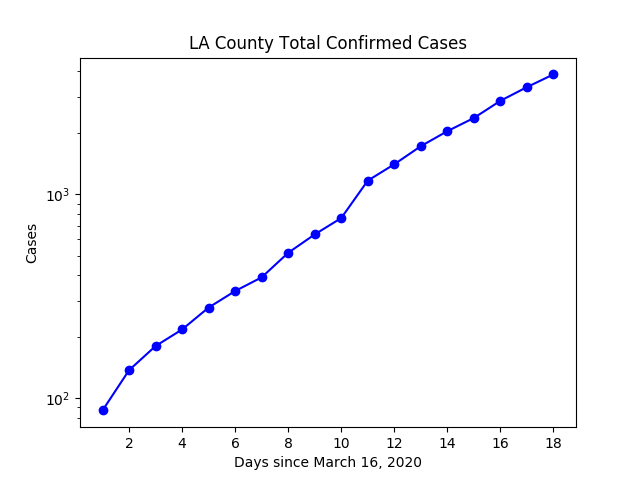 LA County Total Confirmed Cases
Cases
10³
10²
2 4 6 8 10 12 14 16 18
Days since March 16, 2020